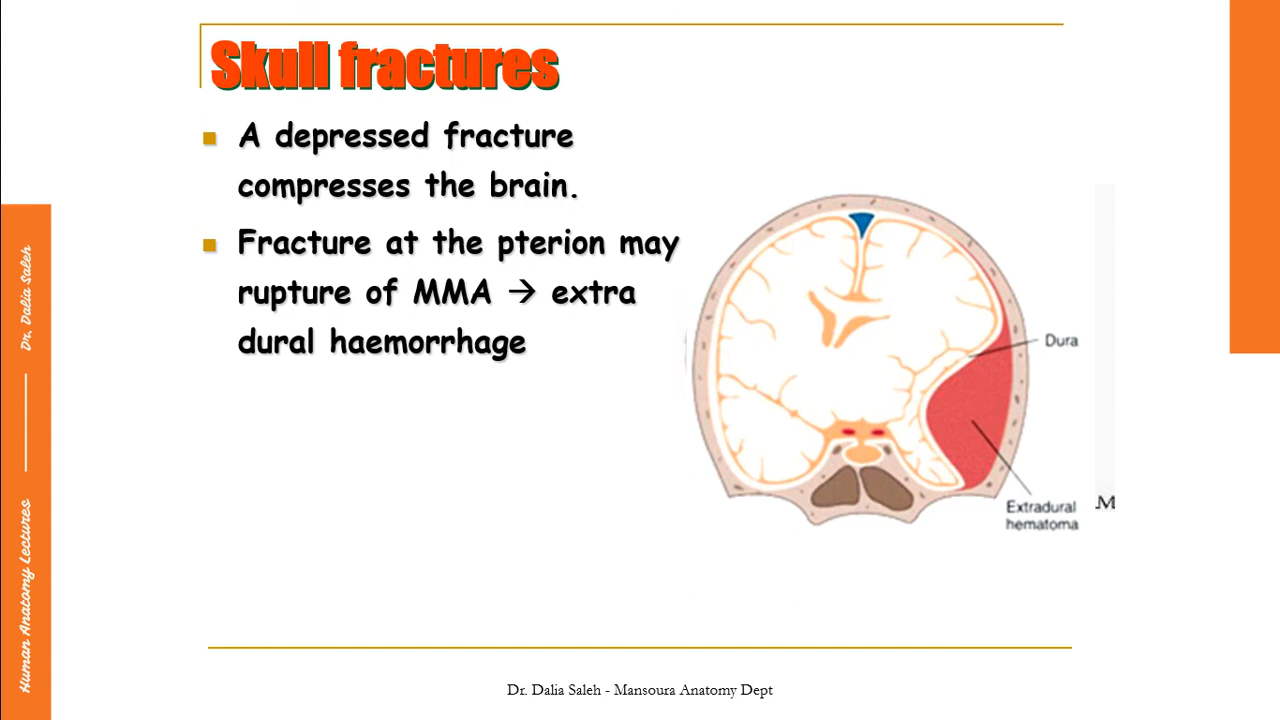 Skull fractures
A depressed fracture
compresses the brain.
Fracture at the pterion may
rupture of MMA → extra
dural haemorrhage
Dura
Extradural
hematoma
M
Dr. Dalia Saleh
Human Anatomy Lectures
Dr. Dalia Saleh - Mansoura Anatomy Dept